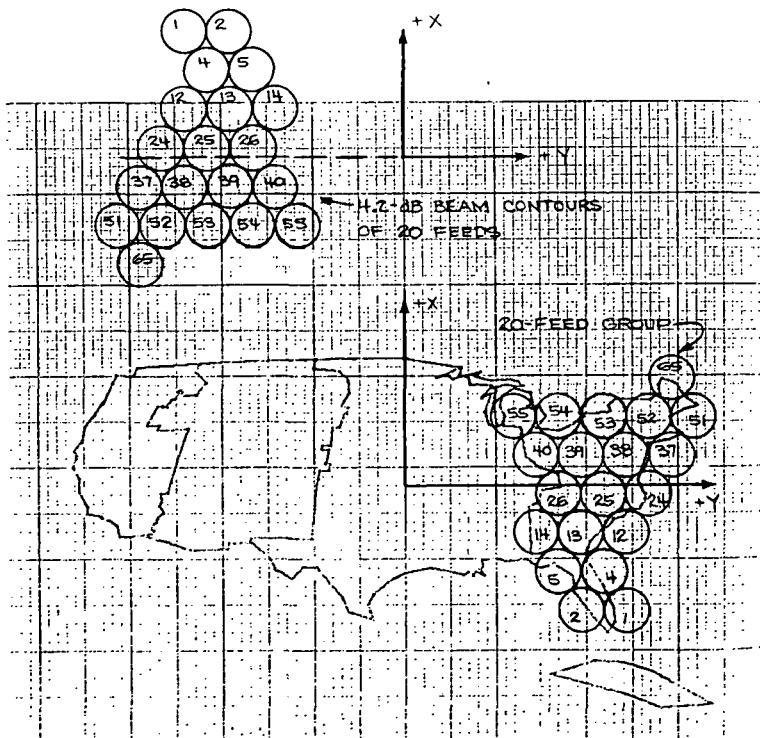 1 2
+X
4 5
12 13 14
24 25 26
+Y
37 38 39 40
4.2-dB BEAM CONTOURS
OF 20 FEEDS
51 52 53 54 55
65
+X
20-FEED GROUP
65
55 54 53 52 51
40 39 38 37
26 25 24
+Y
14 13 12
5 4
2 1